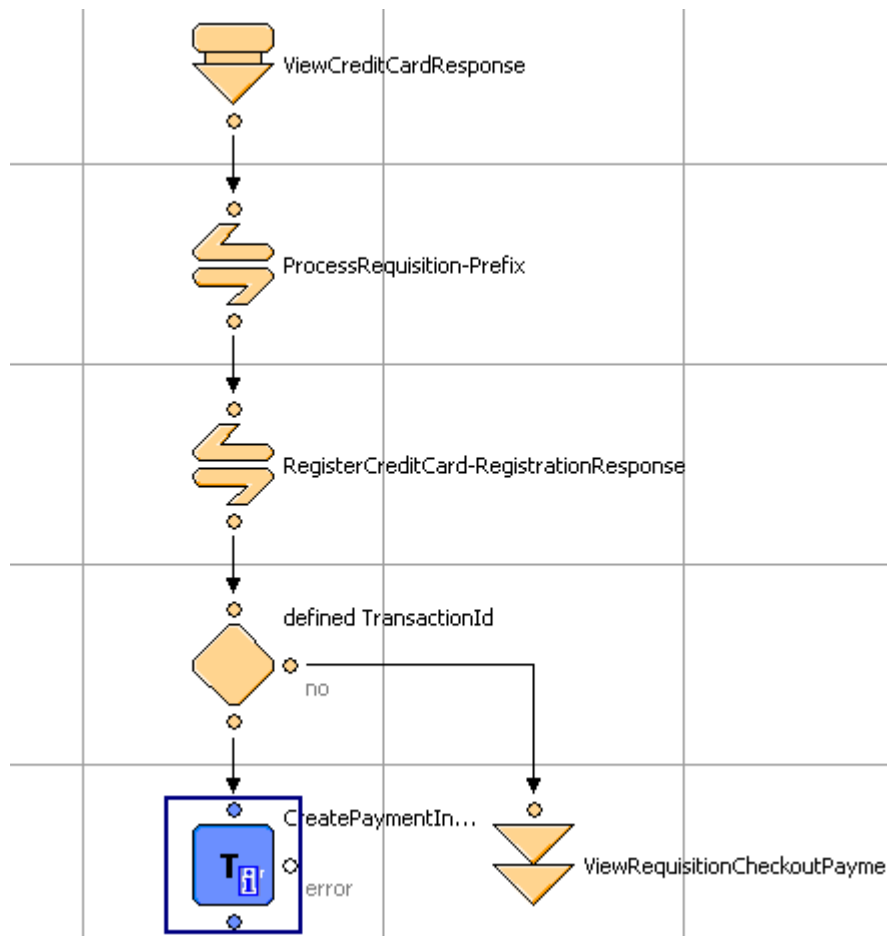 ViewCreditCardResponse
ProcessRequisition-Prefix
RegisterCreditCard-RegistrationResponse
defined TransactionId
no
CreatePaymentIn...
T
i
ViewRequisitionCheckoutPayme
error